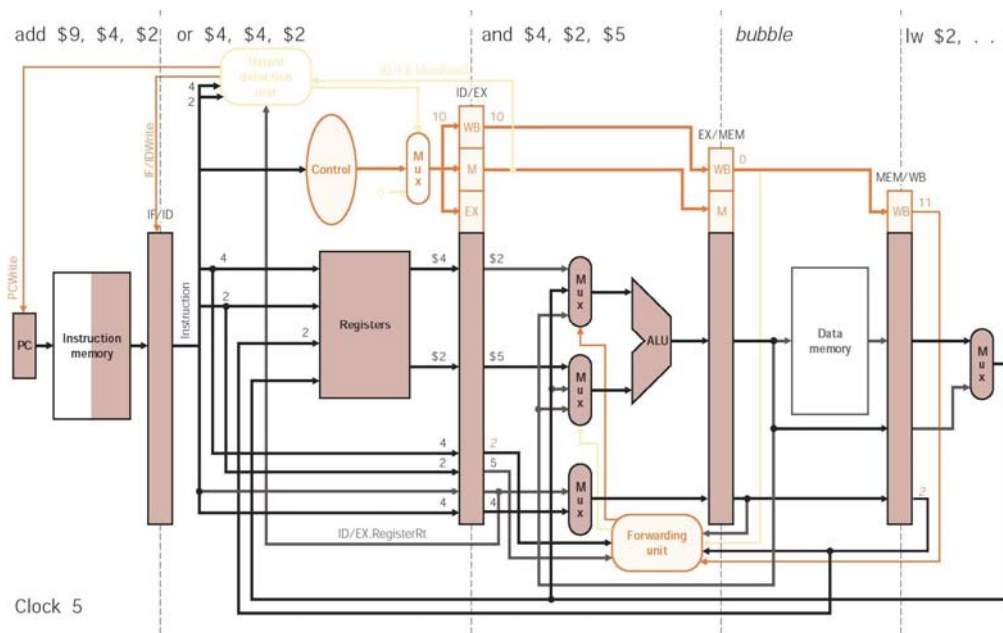 add $9, $4, $2
or $4, $4, $2
and $4, $2, $5
bubble
lw $2, . .
Hazard
detection
unit
ID/EX.MemRead
4
2
ID/EX
10
WB
10
EX/MEM
Mux
Control
M
WB
0
MEM/WB
0
EX
M
WB
11
IF/IDWrite
PCWrite
IF/ID
4
$4
$2
Mux
2
Instruction
PC
Instruction
memory
Registers
2
ALU
Data
memory
Mux
$2
$5
Mux
4
2
2
5
4
4
Mux
2
ID/EX.RegisterRt
Forwarding
unit
Clock 5